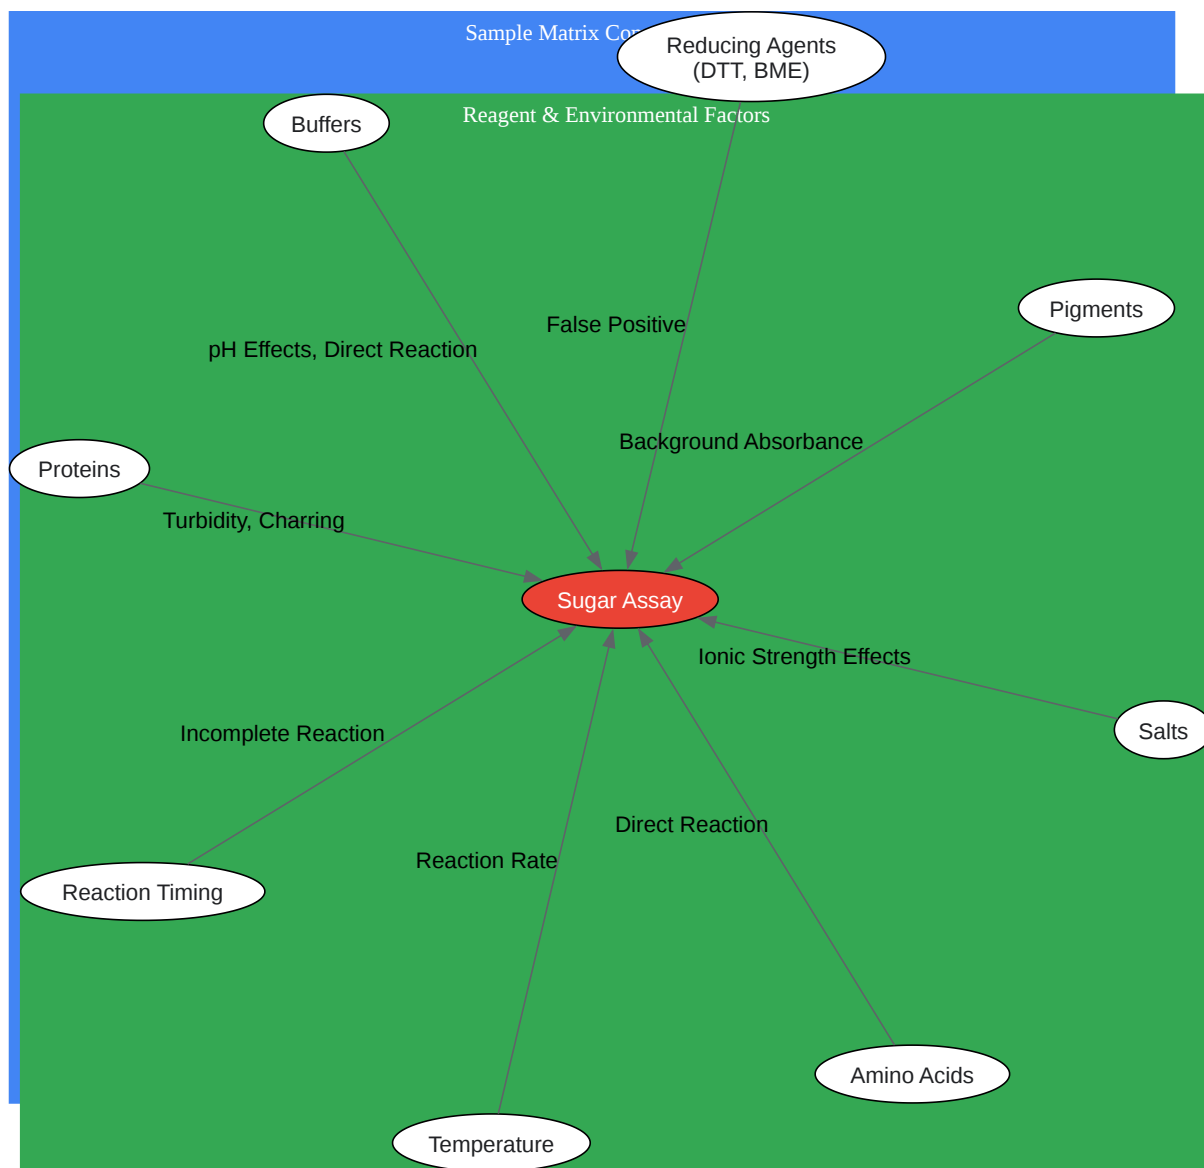 Sample Matrix
Reducing Agents
(DTT, BME)
Reagent & Environmental Factors
Buffers
Pigments
False Positive
pH Effects, Direct Reaction
Background Absorbance
Proteins
Turbidity, Charring
Sugar Assay
Ionic Strength Effects
Salts
Incomplete Reaction
Direct Reaction
Reaction Rate
Reaction Timing
Amino Acids
Temperature